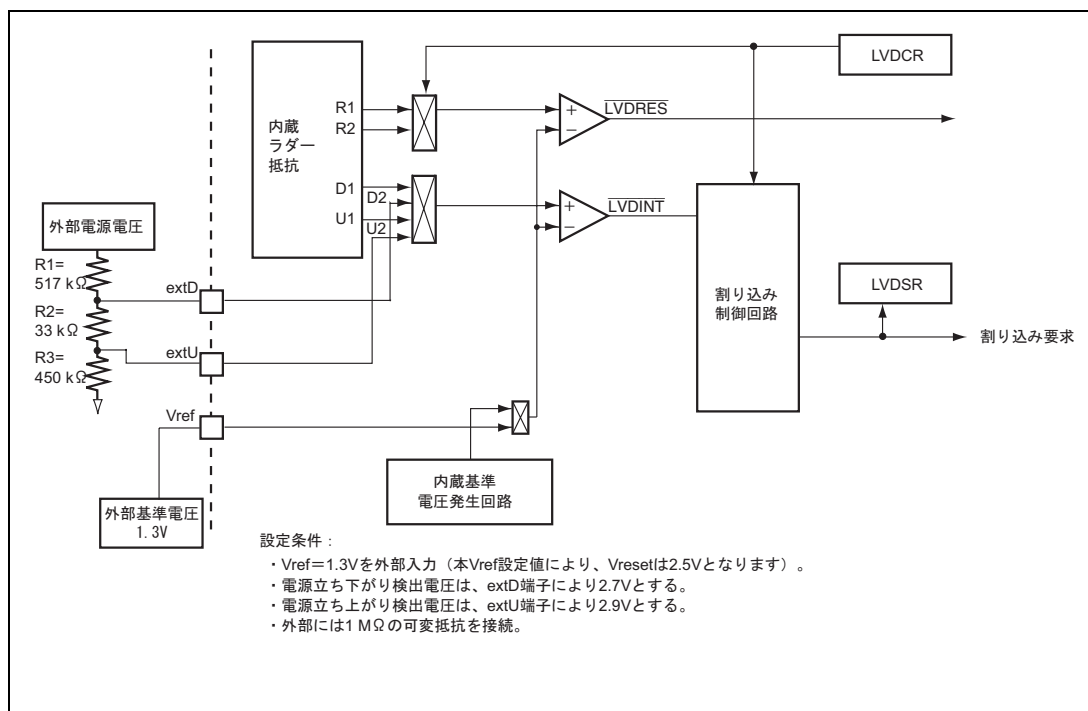 LVDCR
内蔵
ラダー
抵抗
R1
R2
D1
D2
U1
U2
LVDRES
LVDINT
+
−
+
−
割り込み
制御回路
LVDSR
割り込み要求
外部電源電圧
R1=
517 kΩ
R2=
33 kΩ
R3=
450 kΩ
extD
extU
Vref
外部基準電圧
1.3V
内蔵基準
電圧発生回路
設定条件：
・Vref＝1.3Vを外部入力（本Vref設定値により、Vresetは2.5Vとなります）。
・電源立ち下がり検出電圧は、extD端子により2.7Vとする。
・電源立ち上がり検出電圧は、extU端子により2.9Vとする。
・外部には1 MΩの可変抵抗を接続。